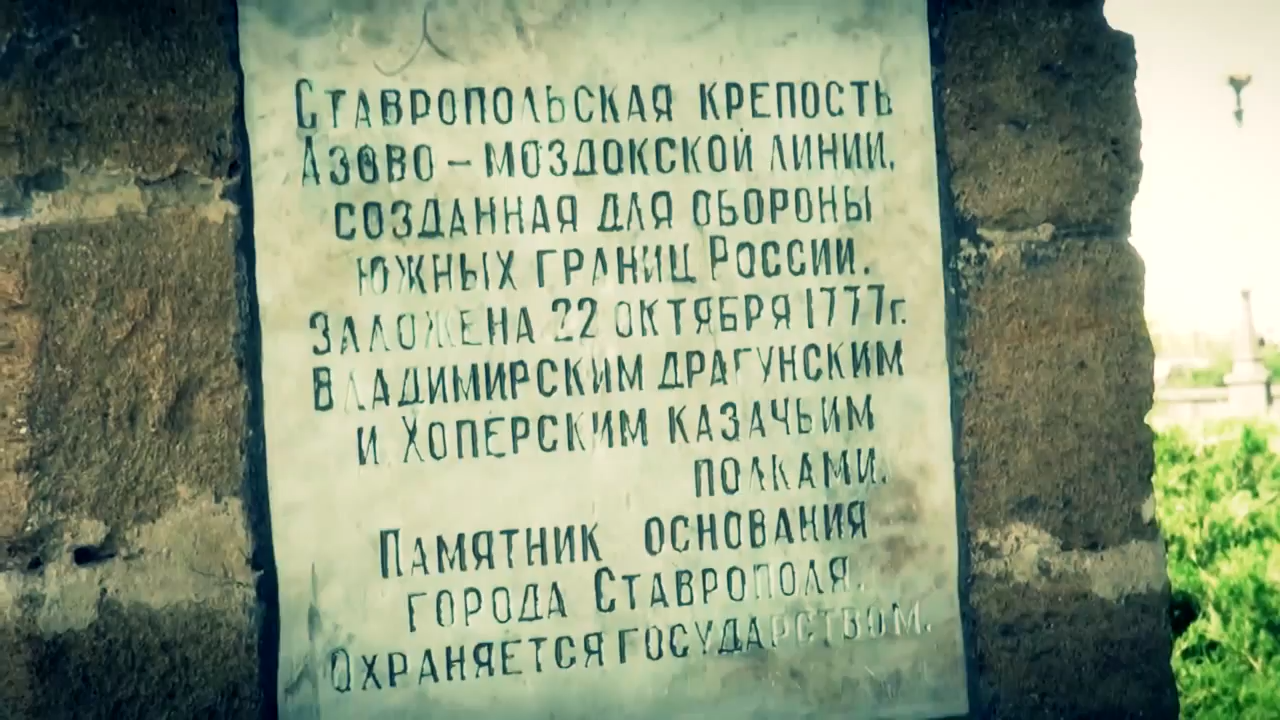 Ставропольская крепость
Азово – моздокской линии,
созданная для обороны
южных границ России.
Заложена 22 октября 1777г.
Владимирским драгунским
и Хоперским казачьим
полками.
Памятник основания
города Ставрополя.
Охраняется государством.